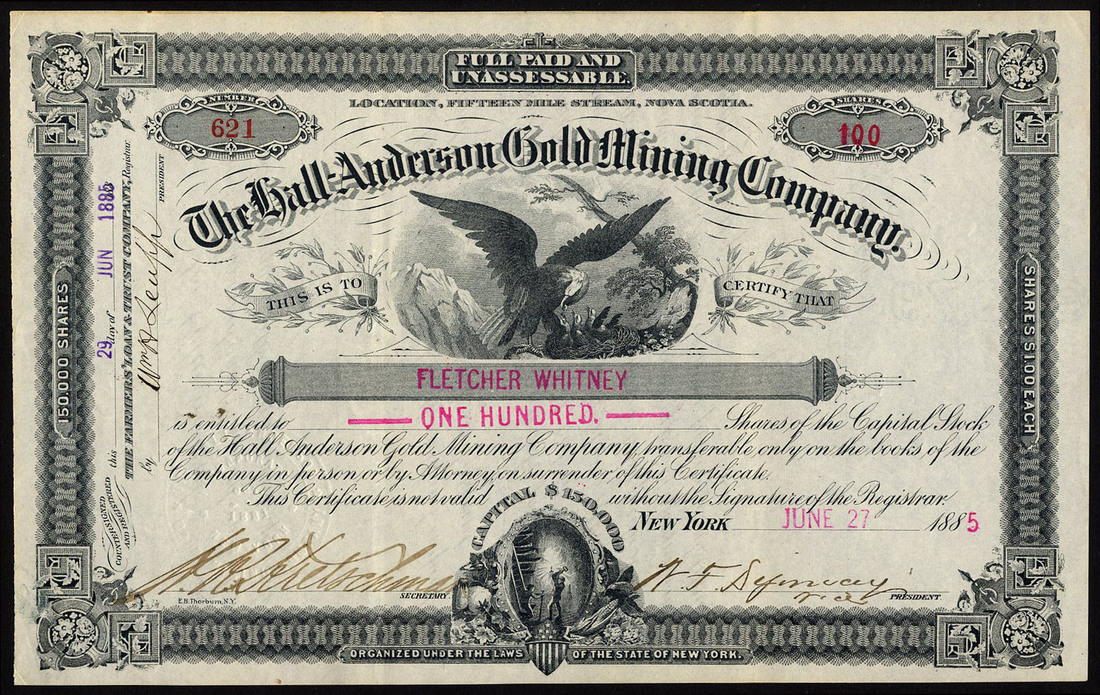 FULL PAID AND
UNASSESSABLE.
LOCATION, FIFTEEN MILE STREAM, NOVA SCOTIA.
NUMBER
621
SHARES
100
The Hall-Anderson Gold Mining Company.
THIS IS TO
CERTIFY THAT
FLETCHER WHITNEY
is entitled to ONE HUNDRED. Shares of the Capital Stock
of the Hall Anderson Gold Mining Company, transferable only on the books of the
Company, in person or by Attorney on surrender of this Certificate.
This Certificate is not valid without the Signature of the Registrar.
CAPITAL $150,000
NEW YORK JUNE 27 1885
SECRETARY
PRESIDENT.
E.B. Thorburn, N.Y.
ORGANIZED UNDER THE LAWS OF THE STATE OF NEW YORK.
150,000 SHARES
SHARES $1.00 EACH
COUNTERSIGNED
AND REGISTERED
this 29 day of JUN 1885
THE FARMERS' LOAN & TRUST COMPANY, Registrar
by PRESIDENT